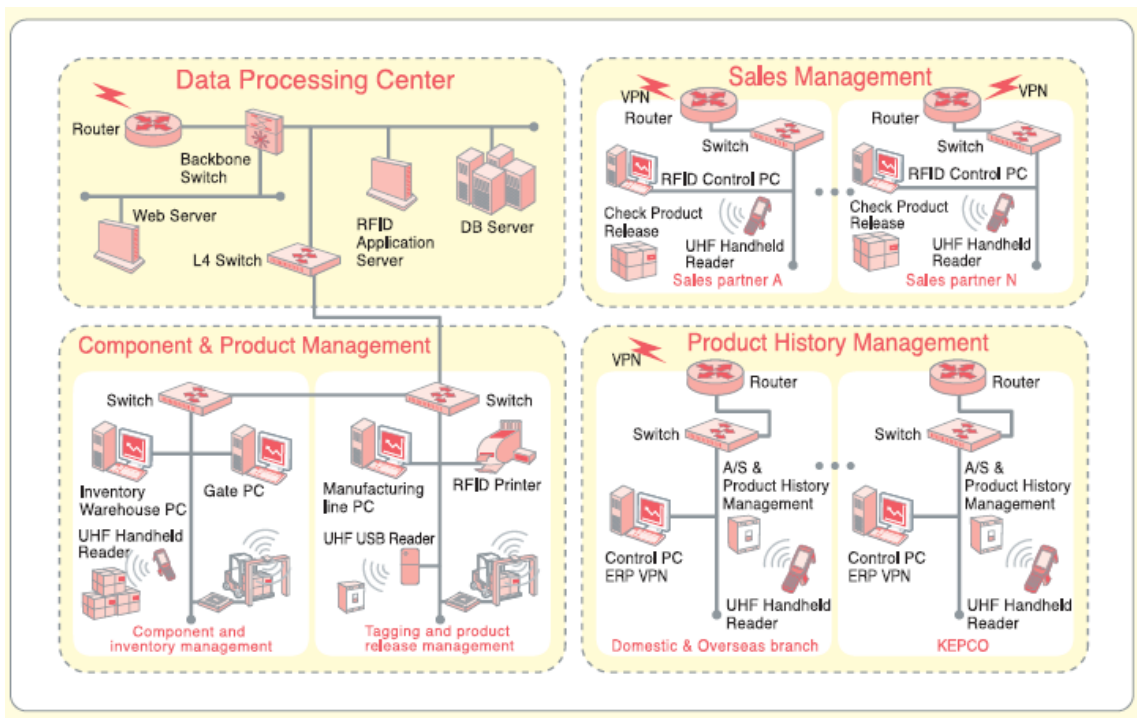 Data Processing Center
Router
Backbone
Switch
Web Server
L4 Switch
RFID
Application
Server
DB Server
Sales Management
VPN
Router
Switch
RFID Control PC
Check Product
Release
UHF Handheld
Reader
Sales partner A
VPN
Router
Switch
RFID Control PC
Check Product
Release
UHF Handheld
Reader
Sales partner N
Component & Product Management
Switch
Inventory
Warehouse PC
Gate PC
UHF Handheld
Reader
Component and
inventory management
Switch
Manufacturing
line PC
RFID Printer
UHF USB Reader
Tagging and product
release management
Product History Management
VPN
Router
Switch
A/S &
Product History
Management
Control PC
ERP VPN
UHF Handheld
Reader
Domestic & Overseas branch
Router
Switch
A/S &
Product History
Management
Control PC
ERP VPN
UHF Handheld
Reader
KEPCO